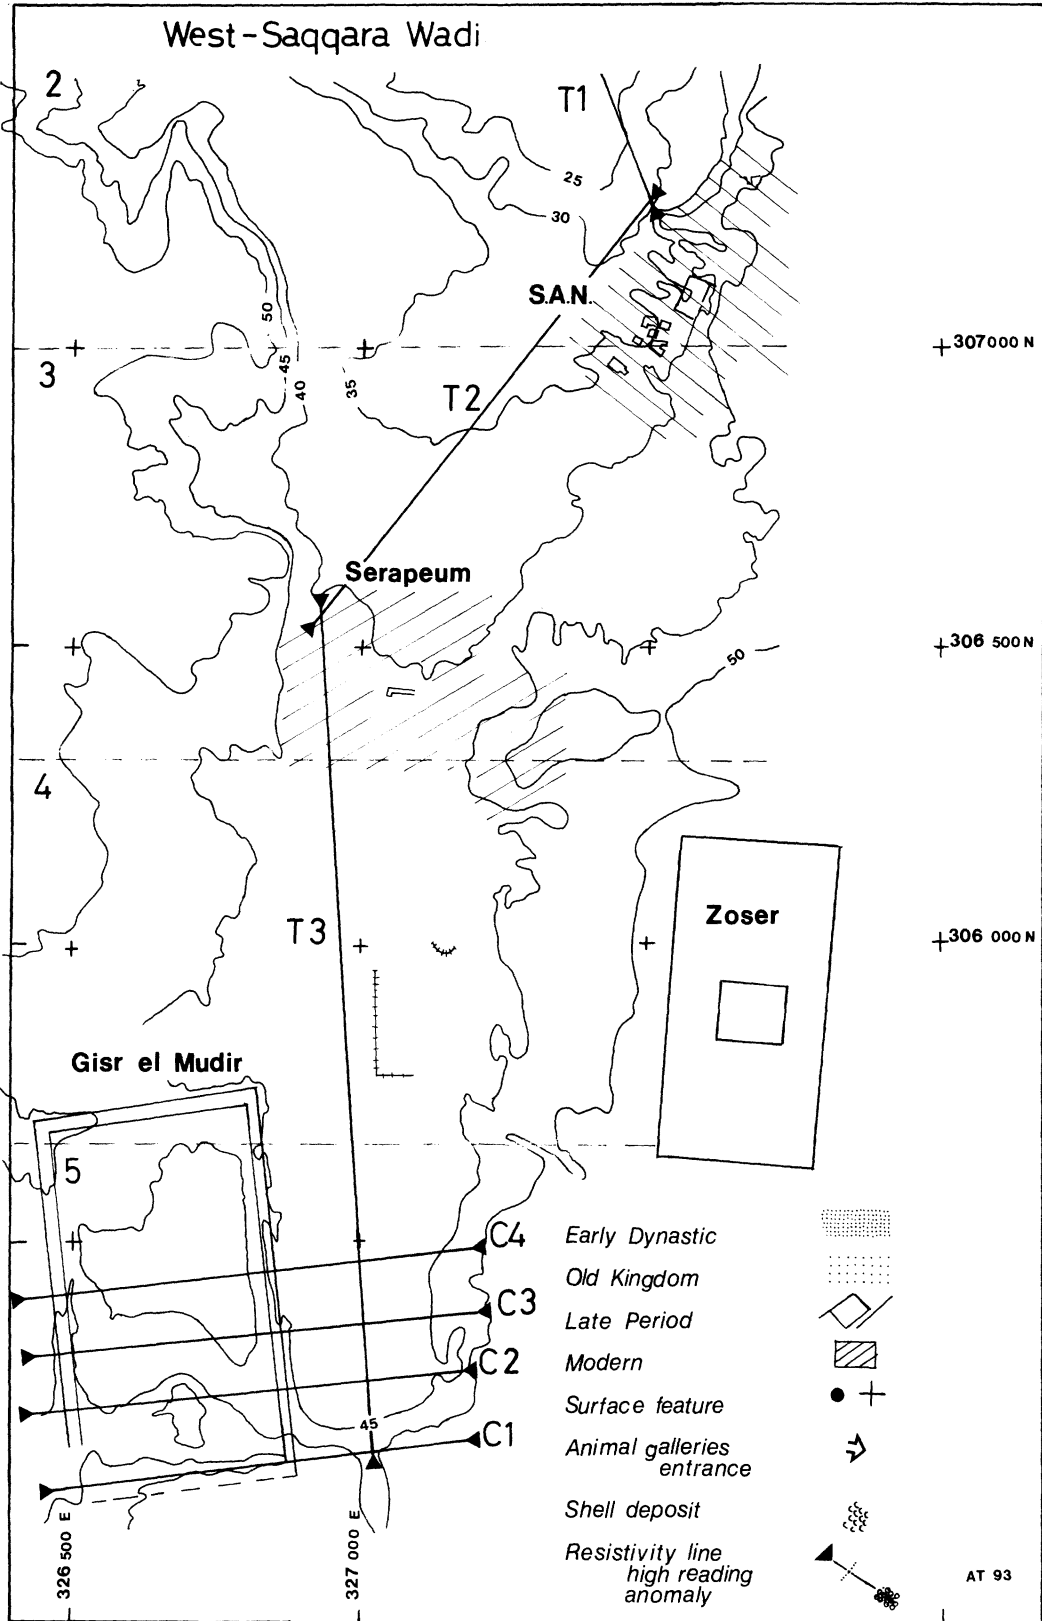 West-Saqqara Wadi
2
T1
25
30
S.A.N.
50
307000 N
3
45
40
35
T2
Serapeum
306 500 N
50
4
Zoser
T3
306 000 N
Gisr el Mudir
5
C4
Early Dynastic
Old Kingdom
C3
Late Period
C2
Modern
Surface feature
45
C1
Animal galleries
entrance
Shell deposit
326 500 E
327 000 E
Resistivity line
high reading
anomaly
AT 93